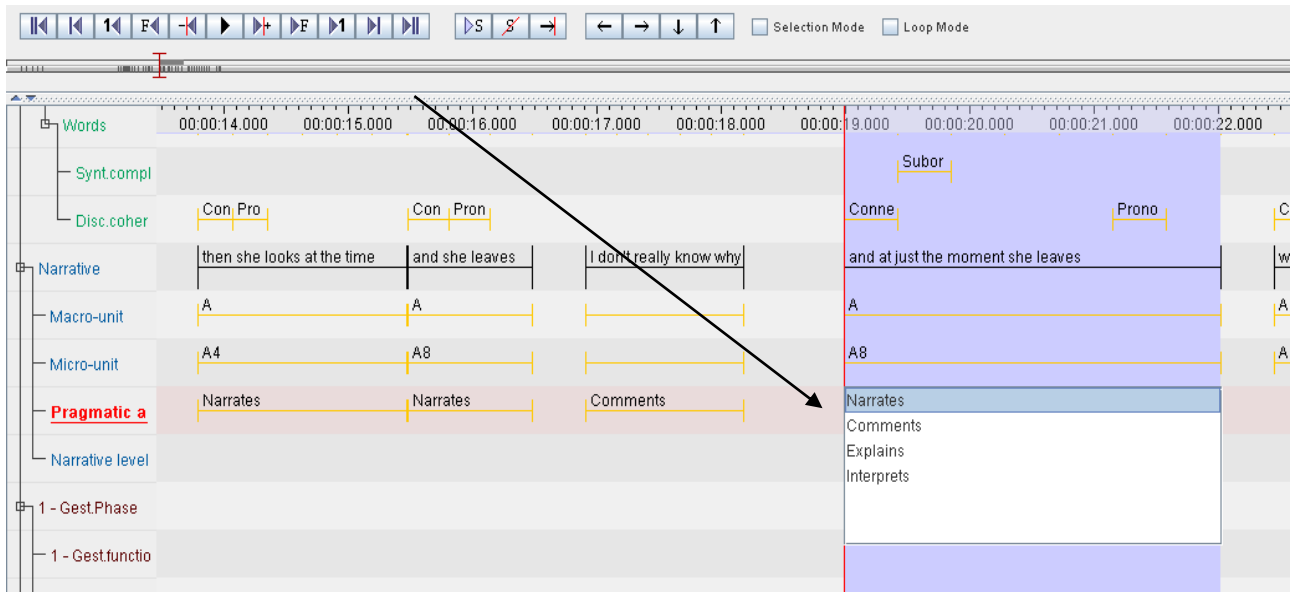 1 F F 1 S S Selection Mode Loop Mode
Words 00:00:14.000 00:00:15.000 00:00:16.000 00:00:17.000 00:00:18.000 00:00:19.000 00:00:20.000 00:00:21.000 00:00:22.000
Synt.compl Subor
Disc.coher Con Pro Con Pron Conne Prono C
Narrative then she looks at the time and she leaves I don't really know why and at just the moment she leaves w
Macro-unit A A A A
Micro-unit A4 A8 A8 A
Pragmatic a Narrates Narrates Comments Narrates
Comments
Explains
Interprets
Narrative level
1 - Gest.Phase
1 - Gest.functio